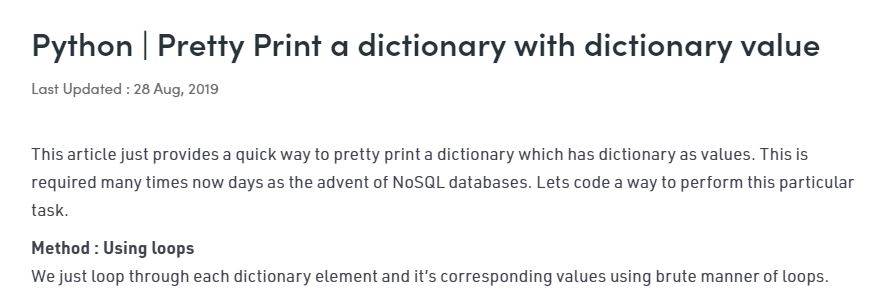 Python | Pretty Print a dictionary with dictionary value
Last Updated : 28 Aug, 2019
This article just provides a quick way to pretty print a dictionary which has dictionary as values. This is
required many times now days as the advent of NoSQL databases. Lets code a way to perform this particular
task.
Method : Using loops
We just loop through each dictionary element and it's corresponding values using brute manner of loops.